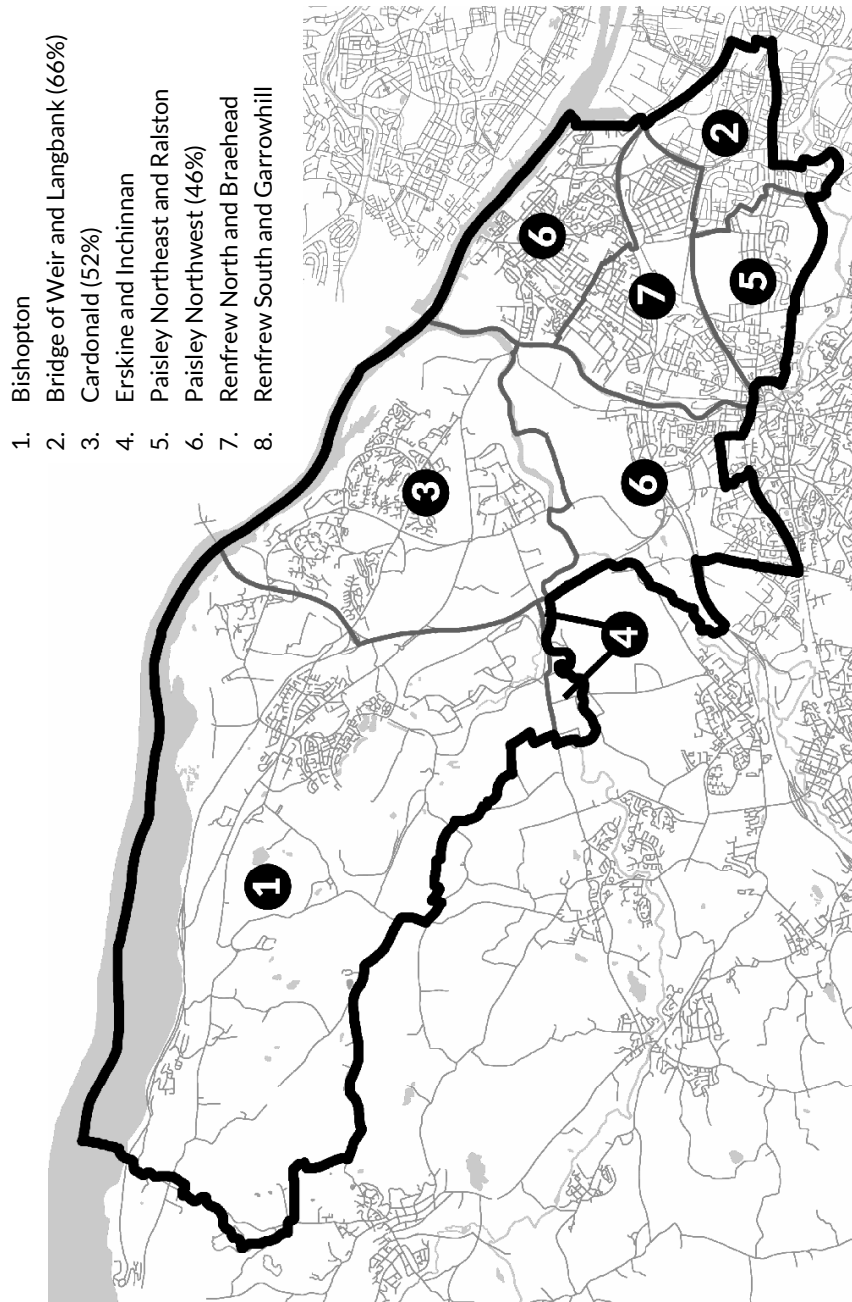 1. Bishopton
2. Bridge of Weir and Langbank (66%)
3. Cardonald (52%)
4. Erskine and Inchinnan
5. Paisley Northeast and Ralston
6. Paisley Northwest (46%)
7. Renfrew North and Braehead
8. Renfrew South and Garrowhill
1
3
4
6
6
7
5
2